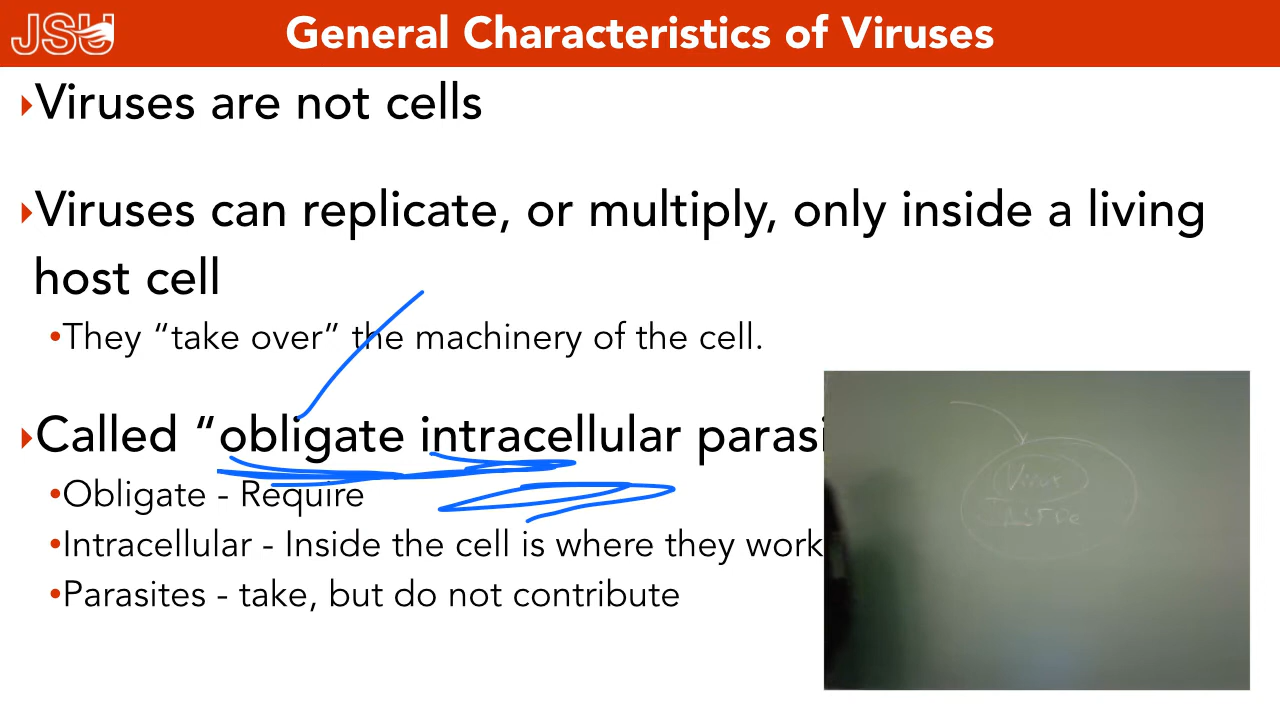 JSU
General Characteristics of Viruses
‣Viruses are not cells
‣Viruses can replicate, or multiply, only inside a living
host cell
•They “take over” the machinery of the cell.
‣Called “obligate intracellular parasi
•Obligate - Require
•Intracellular - Inside the cell is where they work
•Parasites - take, but do not contribute
Virus